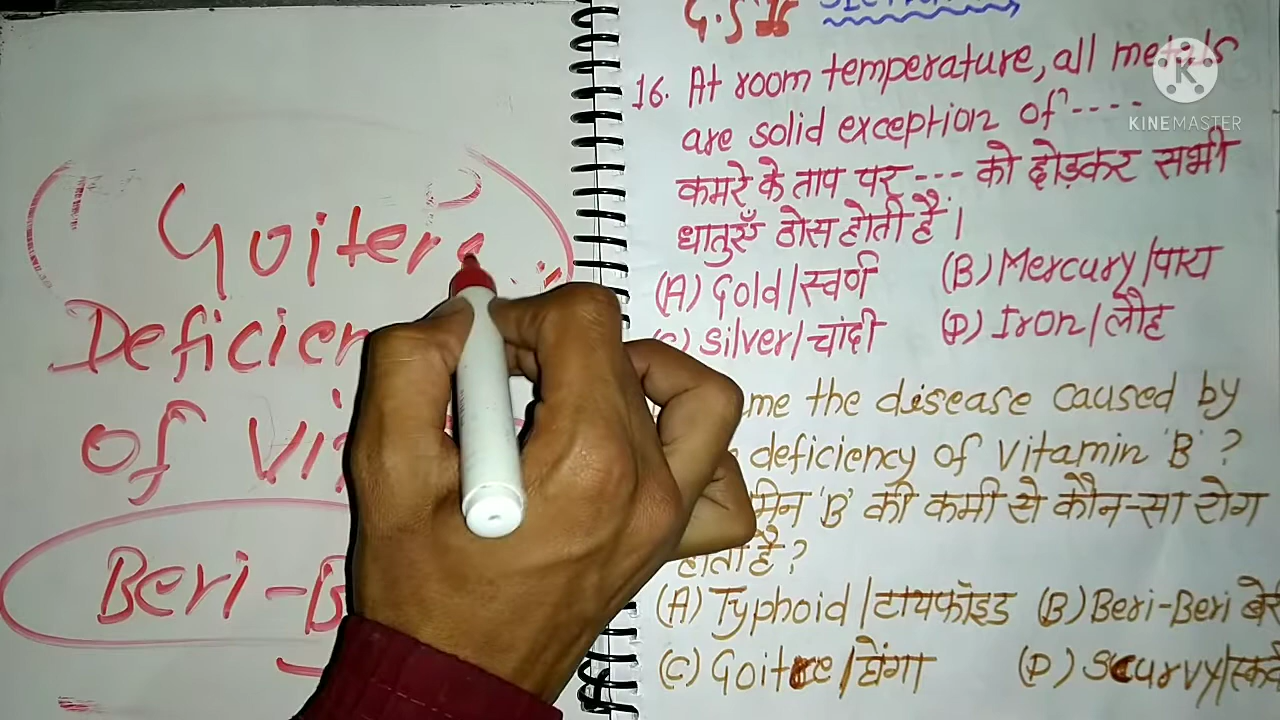 Goiter
Deficien
of Vi
Beri-B
G.S
16. At room temperature, all metals
are solid exception of ----
कमरे के ताप पर --- को छोड़कर सभी
धातुएँ ठोस होती है।
(A) Gold/स्वर्ण (B) Mercury/पारा
(C) Silver/चांदी (D) Iron/लौह
me the disease caused by
deficiency of Vitamin 'B' ?
मिन 'B' की कमी से कौन-सा रोग
होता है ?
(A) Typhoid/टायफॉइड (B) Beri-Beri बे
(C) Goitre/घेंगा (D) Scurvy/स्कर्व
K
KINEMASTER